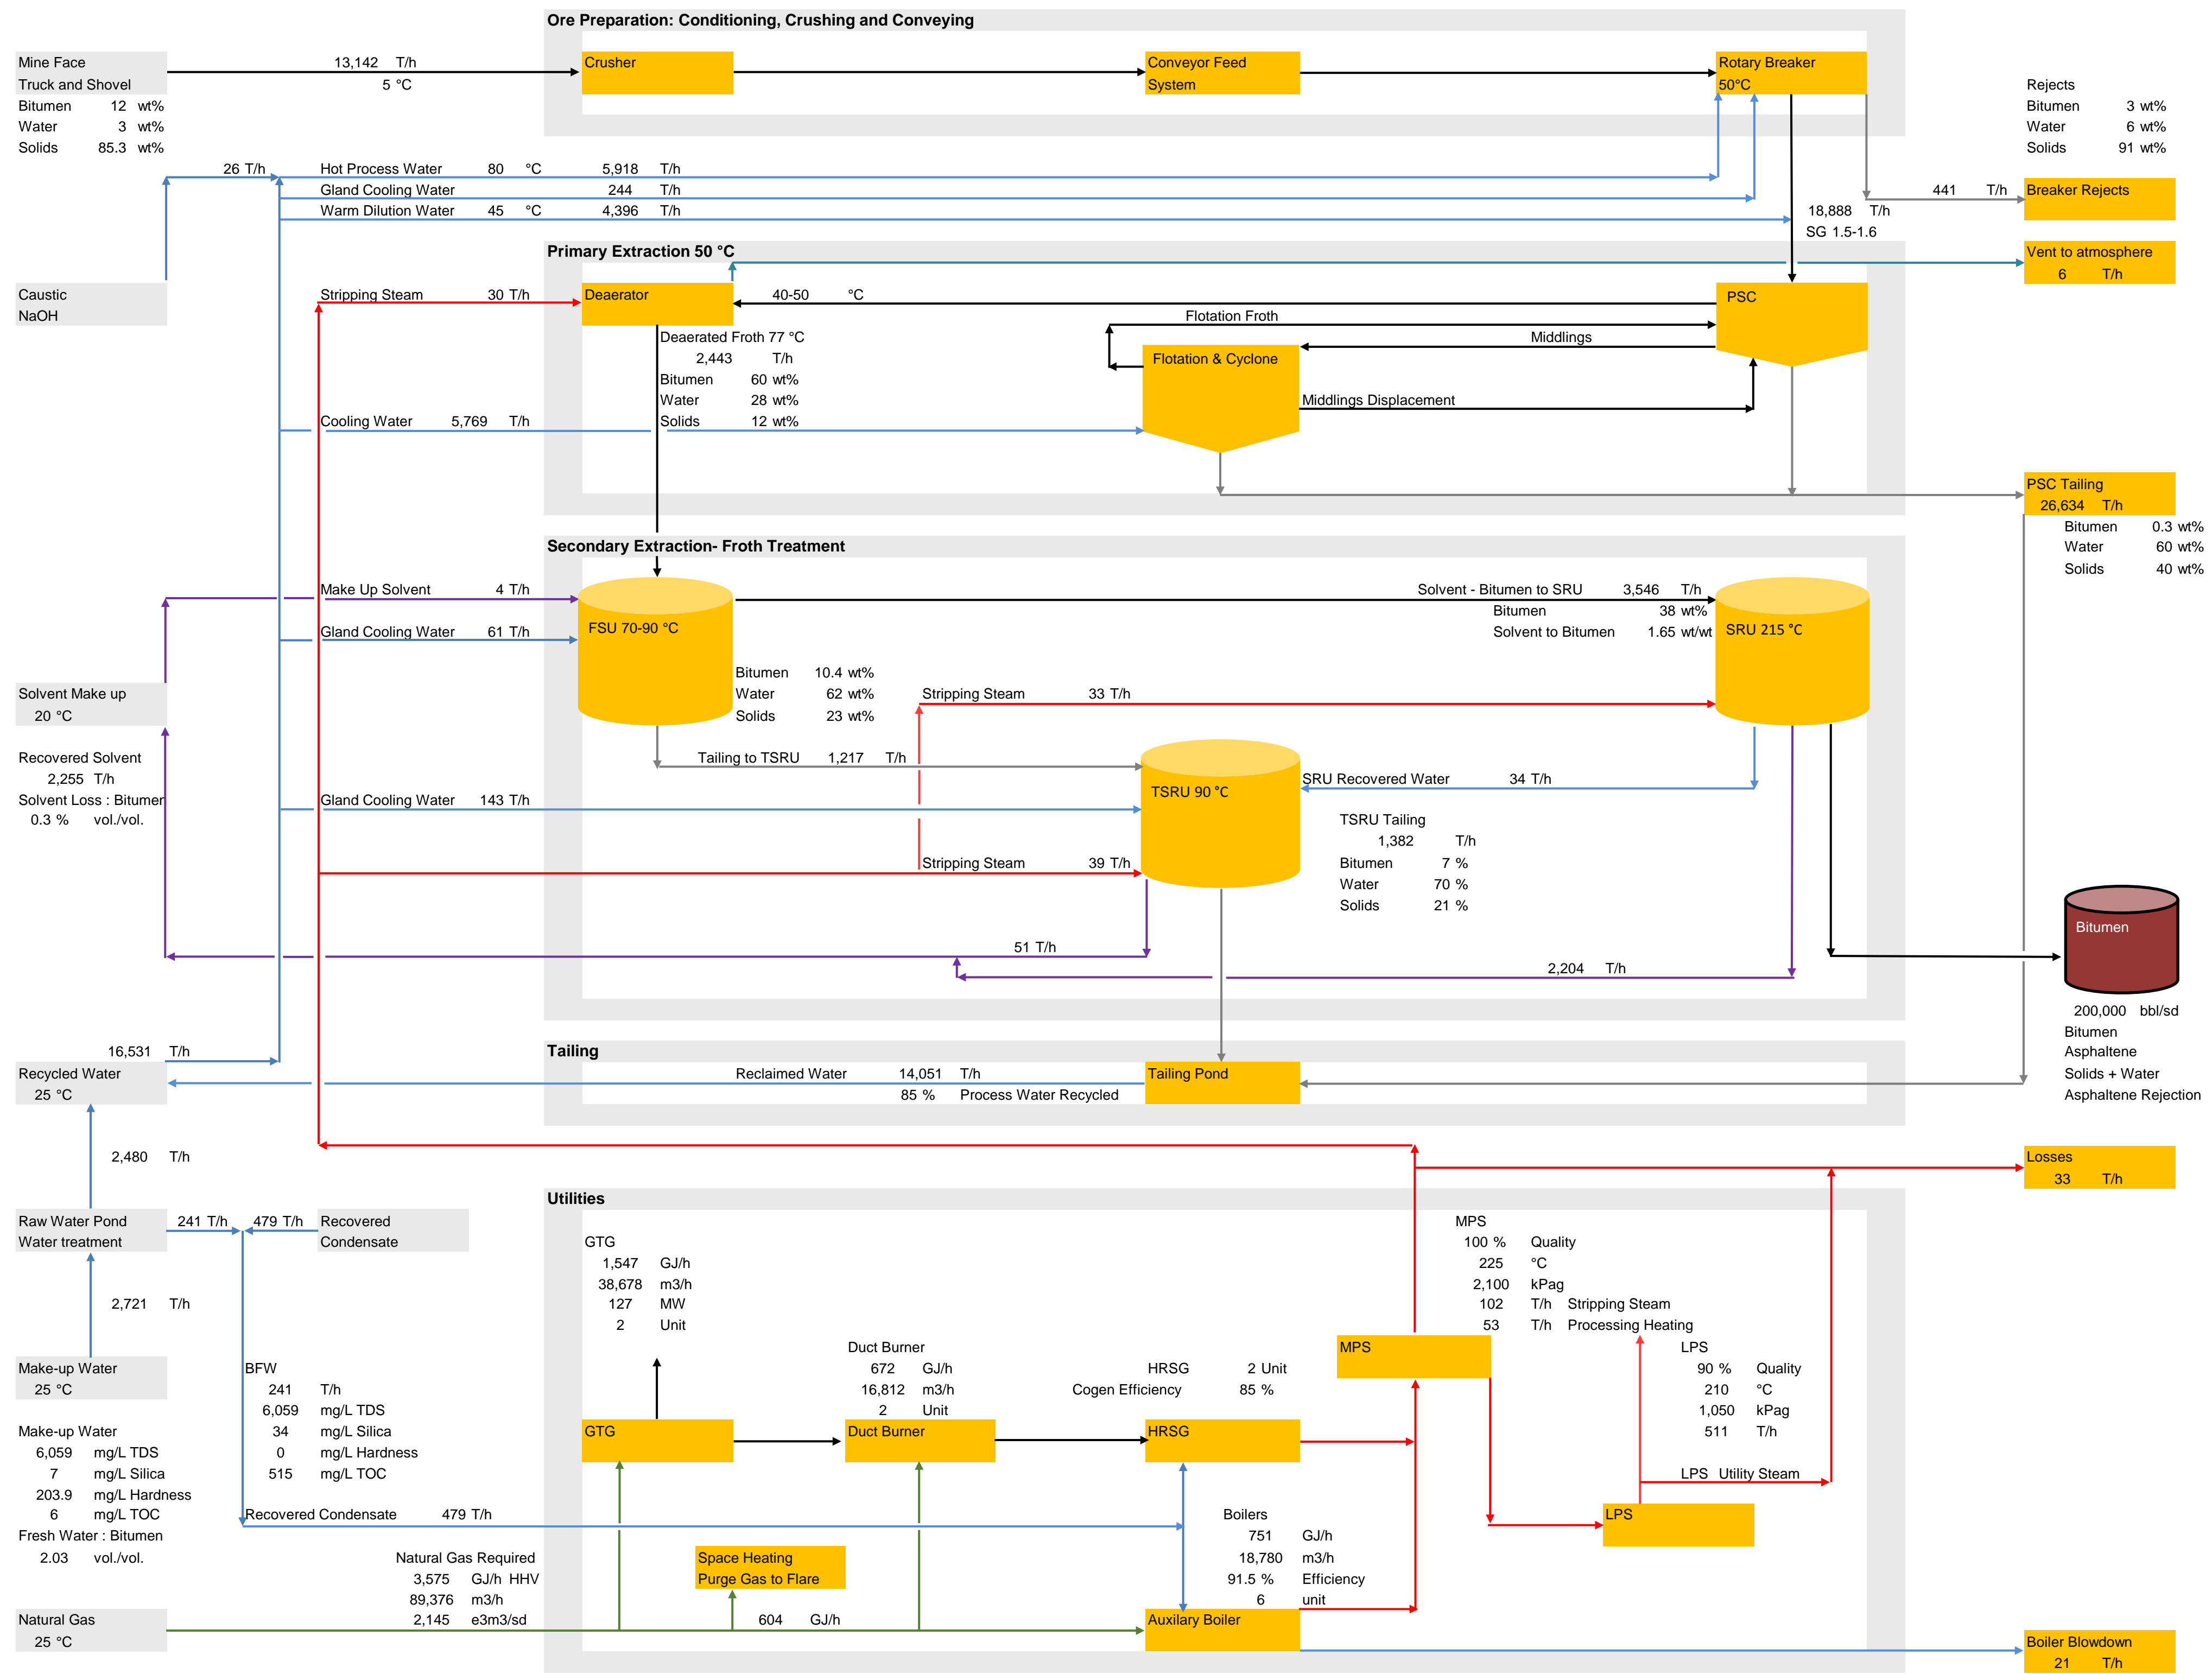 Ore Preparation: Conditioning, Crushing and Conveying
Mine Face
Truck and Shovel
Bitumen 12 wt%
Water 3 wt%
Solids 85.3 wt%
13,142 T/h
5 °C
Crusher
Conveyor Feed
System
Rotary Breaker
50°C
Rejects
Bitumen 3 wt%
Water 6 wt%
Solids 91 wt%
26 T/h
Hot Process Water 80 °C 5,918 T/h
Gland Cooling Water 244 T/h
Warm Dilution Water 45 °C 4,396 T/h
441 T/h
Breaker Rejects
18,888 T/h
SG 1.5-1.6
Primary Extraction 50 °C
Vent to atmosphere
6 T/h
Caustic
NaOH
Stripping Steam 30 T/h
Deaerator
40-50 °C
PSC
Flotation Froth
Middlings
Flotation & Cyclone
Middlings Displacement
Deaerated Froth 77 °C
2,443 T/h
Bitumen 60 wt%
Water 28 wt%
Solids 12 wt%
Cooling Water 5,769 T/h
PSC Tailing
26,634 T/h
Bitumen 0.3 wt%
Water 60 wt%
Solids 40 wt%
Secondary Extraction- Froth Treatment
Make Up Solvent 4 T/h
Gland Cooling Water 61 T/h
FSU 70-90 °C
Solvent - Bitumen to SRU 3,546 T/h
Bitumen 38 wt%
Solvent to Bitumen 1.65 wt/wt
SRU 215 °C
Bitumen 10.4 wt%
Water 62 wt%
Solids 23 wt%
Stripping Steam 33 T/h
Solvent Make up
20 °C
Recovered Solvent
2,255 T/h
Solvent Loss : Bitumen
0.3 % vol./vol.
Tailing to TSRU 1,217 T/h
SRU Recovered Water 34 T/h
Gland Cooling Water 143 T/h
TSRU 90 °C
TSRU Tailing
1,382 T/h
Bitumen 7 %
Water 70 %
Solids 21 %
Stripping Steam 39 T/h
51 T/h
2,204 T/h
Bitumen
200,000 bbl/sd
Bitumen
Asphaltene
Solids + Water
Asphaltene Rejection
Tailing
16,531 T/h
Recycled Water
25 °C
Reclaimed Water 14,051 T/h
85 % Process Water Recycled
Tailing Pond
2,480 T/h
Losses
33 T/h
Utilities
Raw Water Pond
Water treatment
241 T/h
479 T/h
Recovered
Condensate
2,721 T/h
Make-up Water
25 °C
Make-up Water
6,059 mg/L TDS
7 mg/L Silica
203.9 mg/L Hardness
6 mg/L TOC
Fresh Water : Bitumen
2.03 vol./vol.
BFW
241 T/h
6,059 mg/L TDS
34 mg/L Silica
0 mg/L Hardness
515 mg/L TOC
GTG
1,547 GJ/h
38,678 m3/h
127 MW
2 Unit
GTG
Duct Burner
672 GJ/h
16,812 m3/h
2 Unit
Duct Burner
HRSG 2 Unit
Cogen Efficiency 85 %
HRSG
MPS
100 % Quality
225 °C
2,100 kPag
102 T/h Stripping Steam
53 T/h Processing Heating
MPS
LPS
90 % Quality
210 °C
1,050 kPag
511 T/h
LPS Utility Steam
LPS
Recovered Condensate 479 T/h
Boilers
751 GJ/h
18,780 m3/h
91.5 % Efficiency
6 unit
Auxilary Boiler
Natural Gas Required
3,575 GJ/h HHV
89,376 m3/h
2,145 e3m3/sd
Space Heating
Purge Gas to Flare
604 GJ/h
Natural Gas
25 °C
Boiler Blowdown
21 T/h